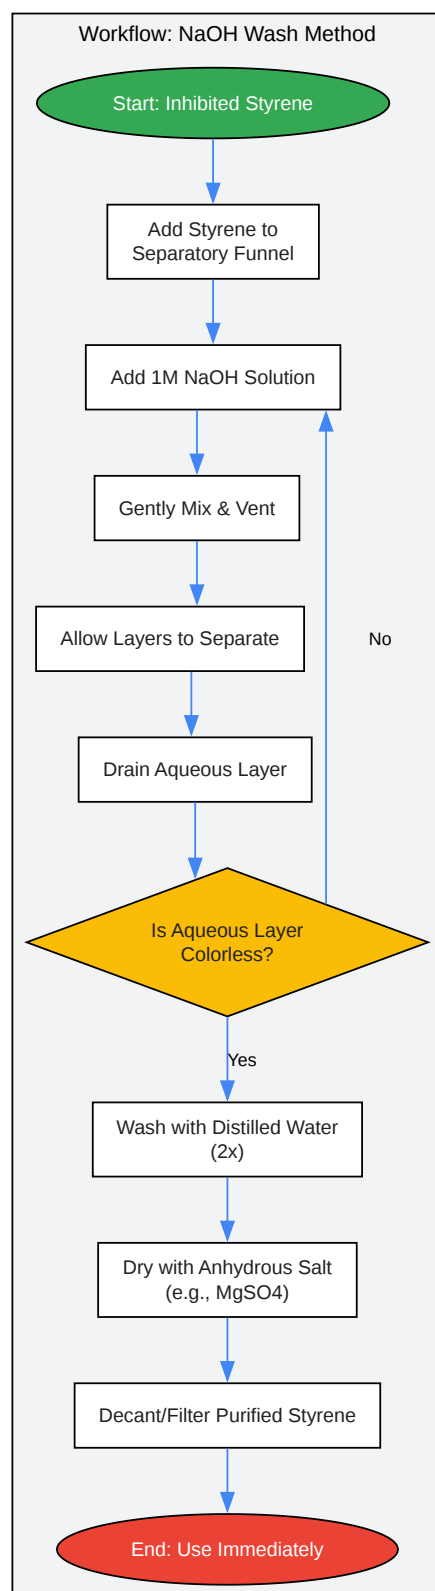 Workflow: NaOH Wash Method
Start: Inhibited Styrene
Add Styrene to
Separatory Funnel
Add 1M NaOH Solution
Gently Mix & Vent
Allow Layers to Separate
No
Drain Aqueous Layer
Is Aqueous Layer
Colorless?
Yes
Wash with Distilled Water
(2x)
Dry with Anhydrous Salt
(e.g., MgSO4)
Decant/Filter Purified Styrene
End: Use Immediately